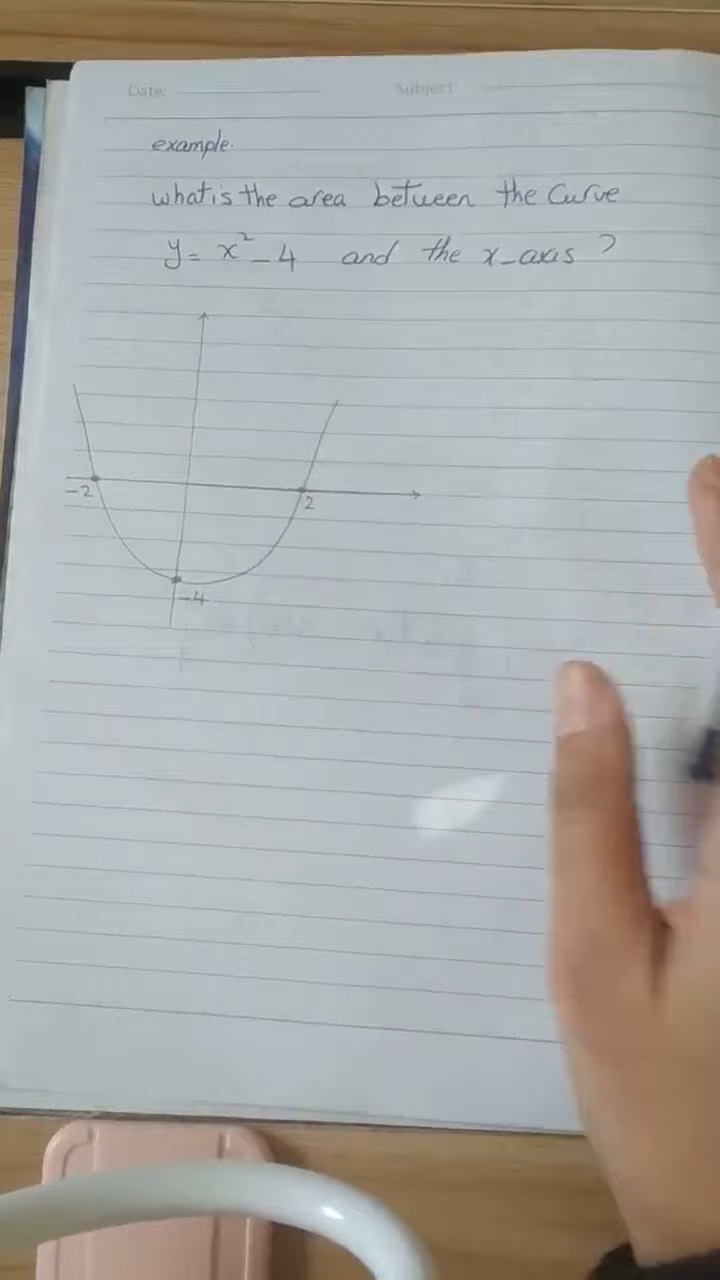 Date: Subject:
example.
what is the area between the curve
y = x² - 4 and the x-axis ?
-2 2
-4